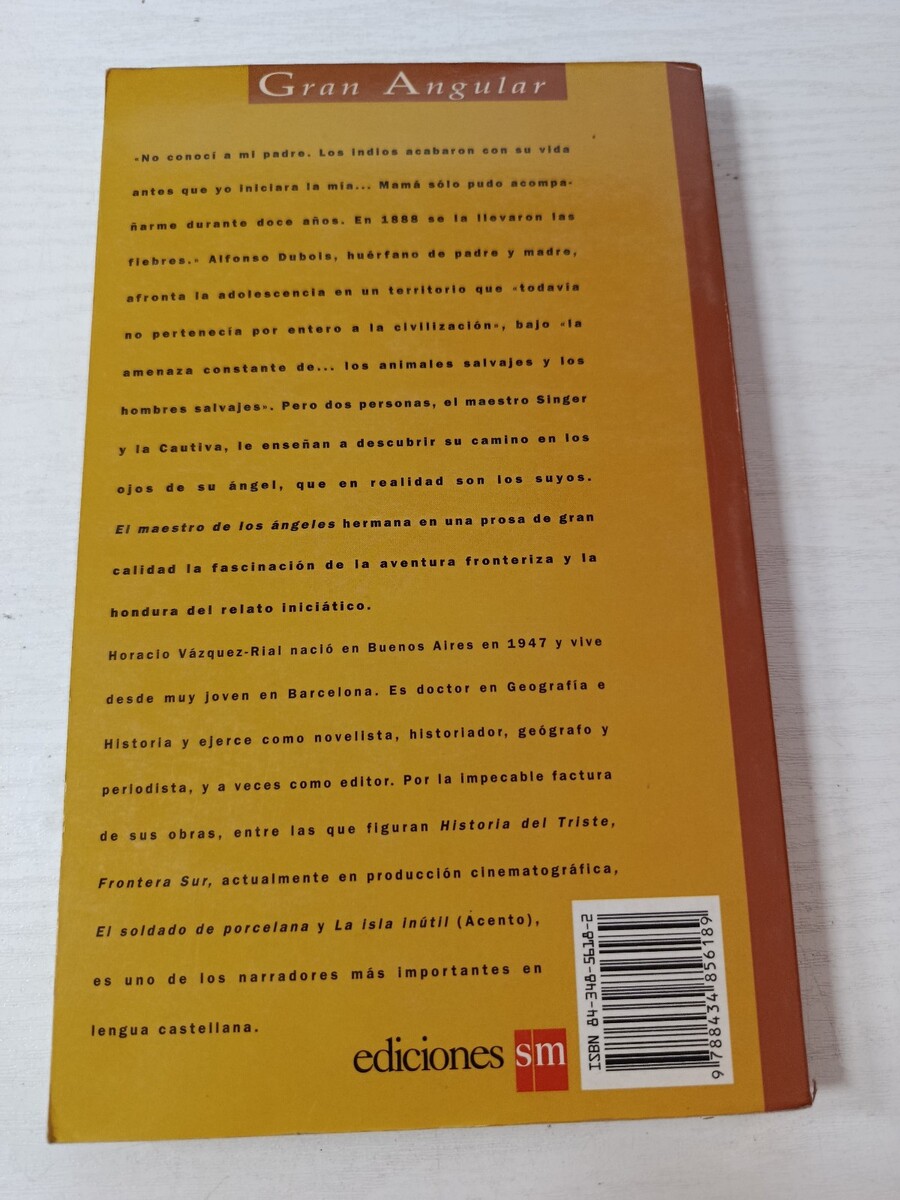 Gran Angular
«No conocí a mi padre. Los indios acabaron con su vida
antes que yo iniciara la mía... Mamá sólo pudo acompa-
ñarme durante doce años. En 1888 se la llevaron las
fiebres.» Alfonso Dubois, huérfano de padre y madre,
afronta la adolescencia en un territorio que «todavía
no pertenecía por entero a la civilización», bajo «la
amenaza constante de... los animales salvajes y los
hombres salvajes». Pero dos personas, el maestro Singer
y la Cautiva, le enseñan a descubrir su camino en los
ojos de su ángel, que en realidad son los suyos.
El maestro de los ángeles hermana en una prosa de gran
calidad la fascinación de la aventura fronteriza y la
hondura del relato iniciático.
Horacio Vázquez-Rial nació en Buenos Aires en 1947 y vive
desde muy joven en Barcelona. Es doctor en Geografía e
Historia y ejerce como novelista, historiador, geógrafo y
periodista, y a veces como editor. Por la impecable factura
de sus obras, entre las que figuran Historia del Triste,
Frontera Sur, actualmente en producción cinematográfica,
El soldado de porcelana y La isla inútil (Acento),
es uno de los narradores más importantes en
lengua castellana.
ediciones sm
ISBN 84-348-5618-2
9788434856189